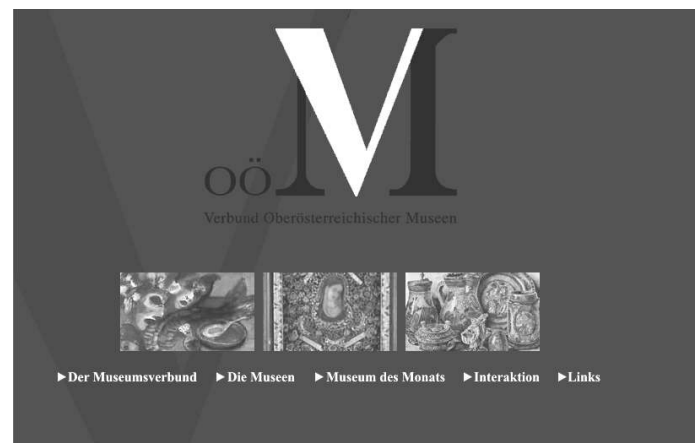 OÖ M
Verbund Oberösterreichischer Museen
▶Der Museumsverbund ▶Die Museen ▶Museum des Monats ▶Interaktion ▶Links